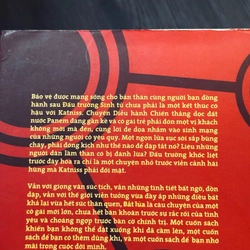 Bảo vệ được mạng sống cho bản thân cùng người bạn đồng
hành sau Đấu trường Sinh tử chưa phải là một kết thúc có
hậu với Katniss. Chuyến Diễu hành Chiến thắng dọc đất
nước Panem đang gần kề và cô gái trẻ phải đón một vị khách
không mời mà đến, cùng lời đe doạ nhắm vào sinh mạng
của những người cô yêu quý. Một ngọn lửa sục sôi sắp bùng
cháy, phải dùng kích như thế nào để dập tắt nó? Liệu những
người dân lầm than có bị đánh lừa? Đấu trường khốc liệt
trước đây hóa ra chỉ là một chuyện nhỏ trước viễn cảnh hãi
hùng mà Katniss phải đối mặt.
Vẫn với giọng văn súc tích, vẫn những tình tiết bất ngờ, dồn
dập, vẫn với thế giới viễn tưởng vừa đầy ắp những điều bất
khả lại vừa hết sức thân quen, Bắt lửa là câu chuyện của một
cô gái mới lớn, chưa hết bàn khoăn trước sự rắc rối của tình
yêu và choáng ngợp trước bàn cờ chính trị. Một cuốn sách
khiến bạn không thể đặt xuống khi đã cầm lên, một cuốn
sách để bạn có thêm dũng khí, và một cuốn sách để bạn nhớ
mãi trong cuộc đời mình.